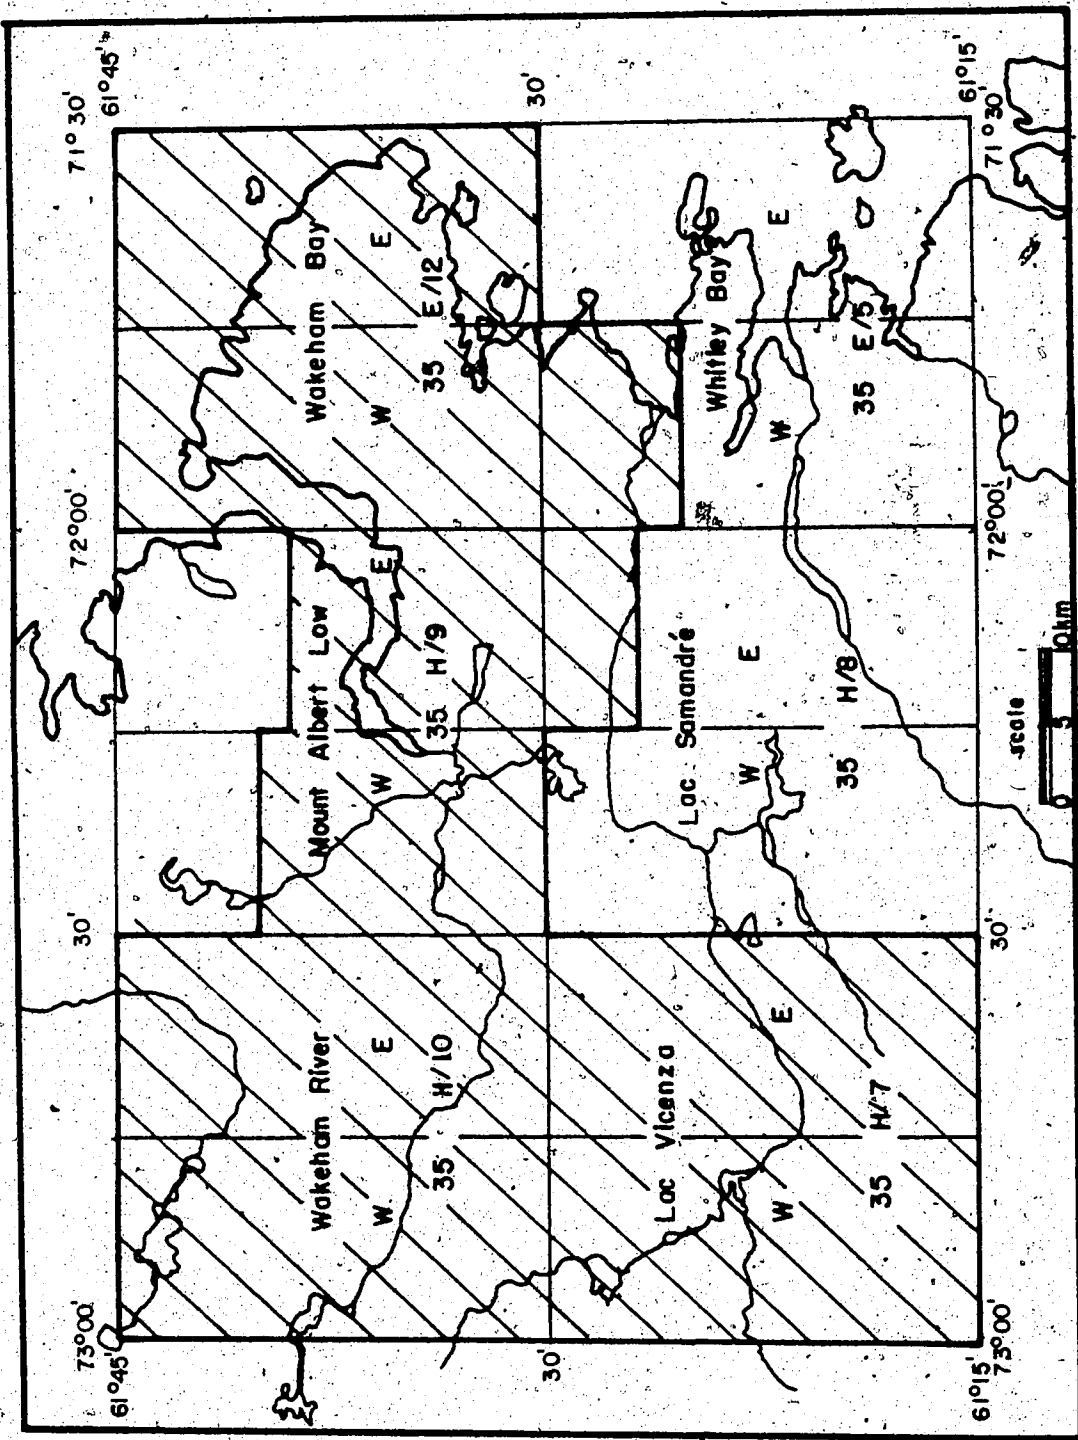 73°00'
30'
72°00'
71°30'
61°45'
61°45'
Wakeham River
W E
35 H/10
Mount Albert Low
W E
35 H/9
Wakeham Bay
W E
35 E/12
30'
30'
Lac Vicenza
W E
35 H/7
Lac Samandré
W E
35 H/8
Whitley Bay
W E
35 E/5
61°15'
61°15'
73°00'
30'
72°00'
71°30'
scale
0 5 10km